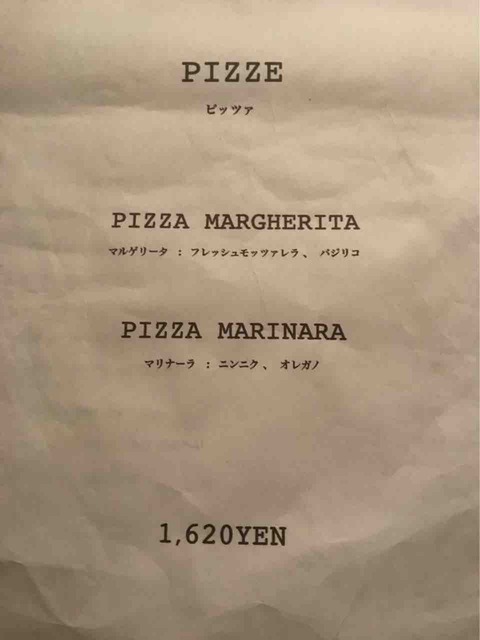 PIZZE
ピッツァ
PIZZA MARGHERITA
マルゲリータ : フレッシュモッツァレラ、 バジリコ
PIZZA MARINARA
マリナーラ : ニンニク、 オレガノ
1,620YEN